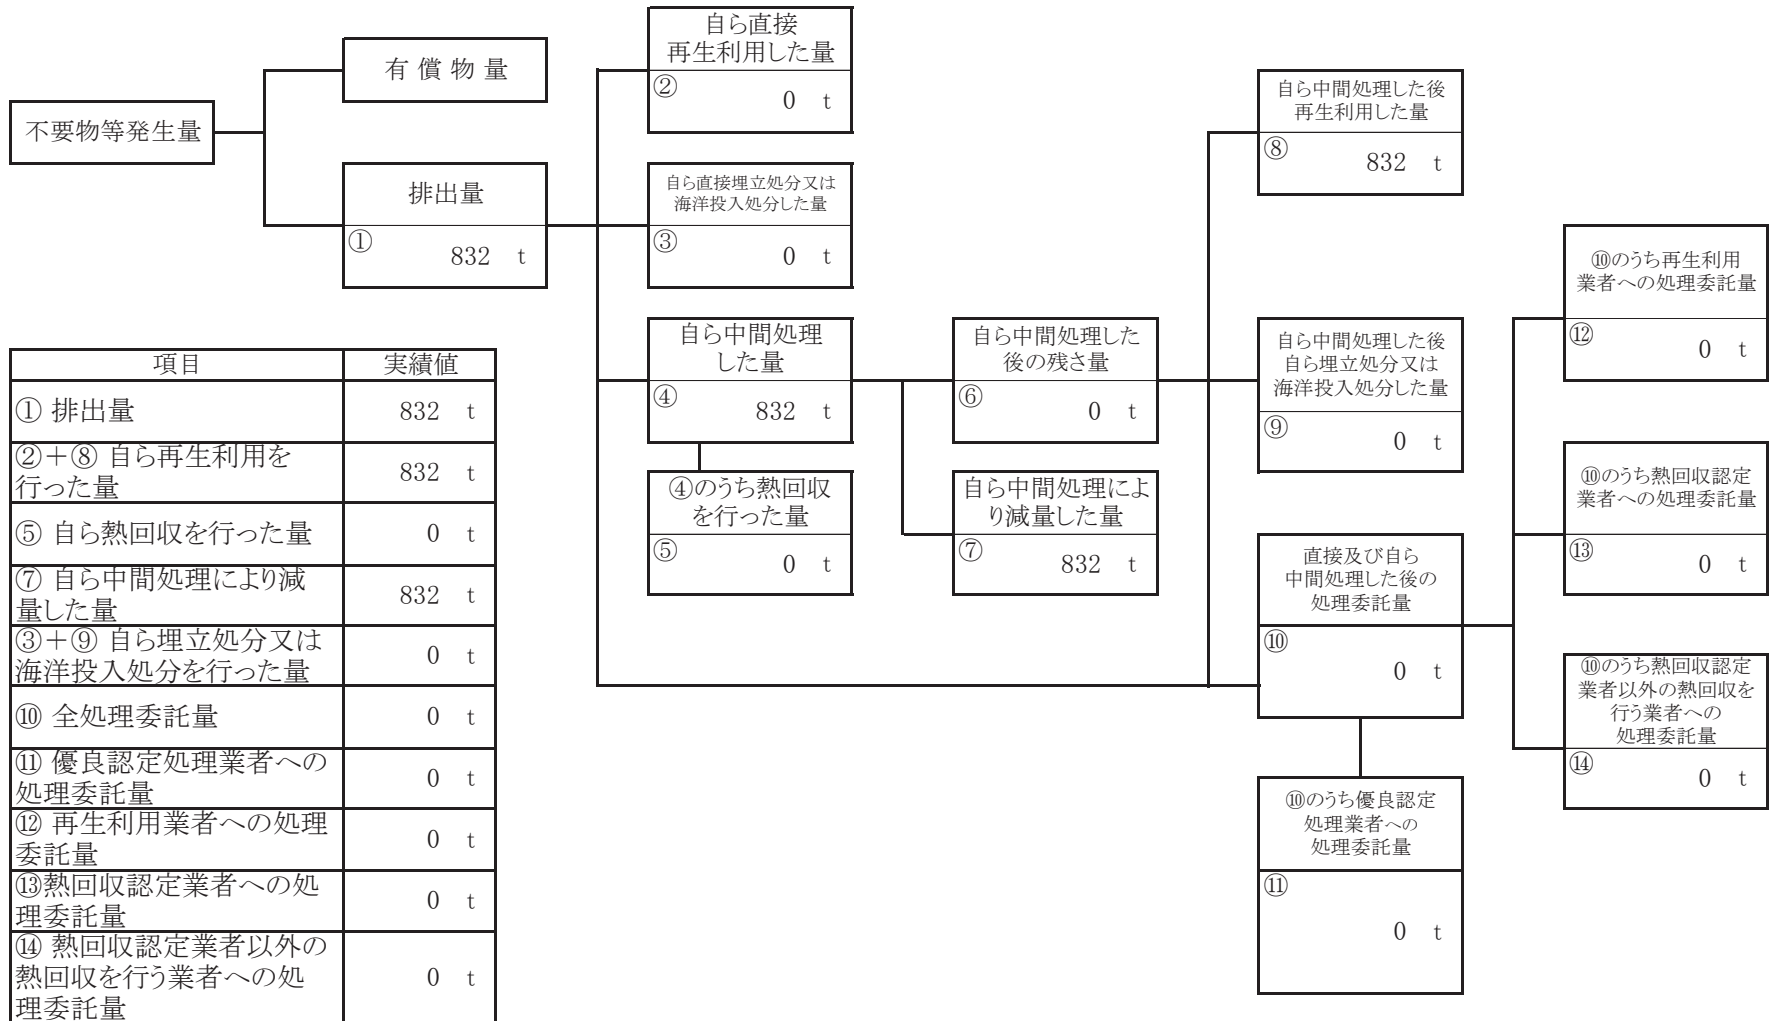 不要物等発生量
有償物量
排出量
①
832 t
自ら直接
再生利用した量
②
0 t
自ら直接埋立処分又は
海洋投入処分した量
③
0 t
自ら中間処理
した量
④
832 t
④のうち熱回収
を行った量
⑤
0 t
自ら中間処理した
後の残さ量
⑥
0 t
自ら中間処理によ
り減量した量
⑦
832 t
自ら中間処理した後
再生利用した量
⑧
832 t
自ら中間処理した後
自ら埋立処分又は
海洋投入処分した量
⑨
0 t
直接及び自ら
中間処理した後の
処理委託量
⑩
0 t
⑩のうち優良認定
処理業者への
処理委託量
⑪
0 t
⑩のうち再生利用
業者への処理委託量
⑫
0 t
⑩のうち熱回収認定
業者への処理委託量
⑬
0 t
⑩のうち熱回収認定
業者以外の熱回収を
行う業者への
処理委託量
⑭
0 t
項目 実績値
① 排出量 832 t
②+⑧ 自ら再生利用を
行った量 832 t
⑤ 自ら熱回収を行った量 0 t
⑦ 自ら中間処理により減
量した量 832 t
③+⑨ 自ら埋立処分又は
海洋投入処分を行った量 0 t
⑩ 全処理委託量 0 t
⑪ 優良認定処理業者への
処理委託量 0 t
⑫ 再生利用業者への処理
委託量 0 t
⑬熱回収認定業者への処
理委託量 0 t
⑭ 熱回収認定業者以外の
熱回収を行う業者への処
理委託量 0 t